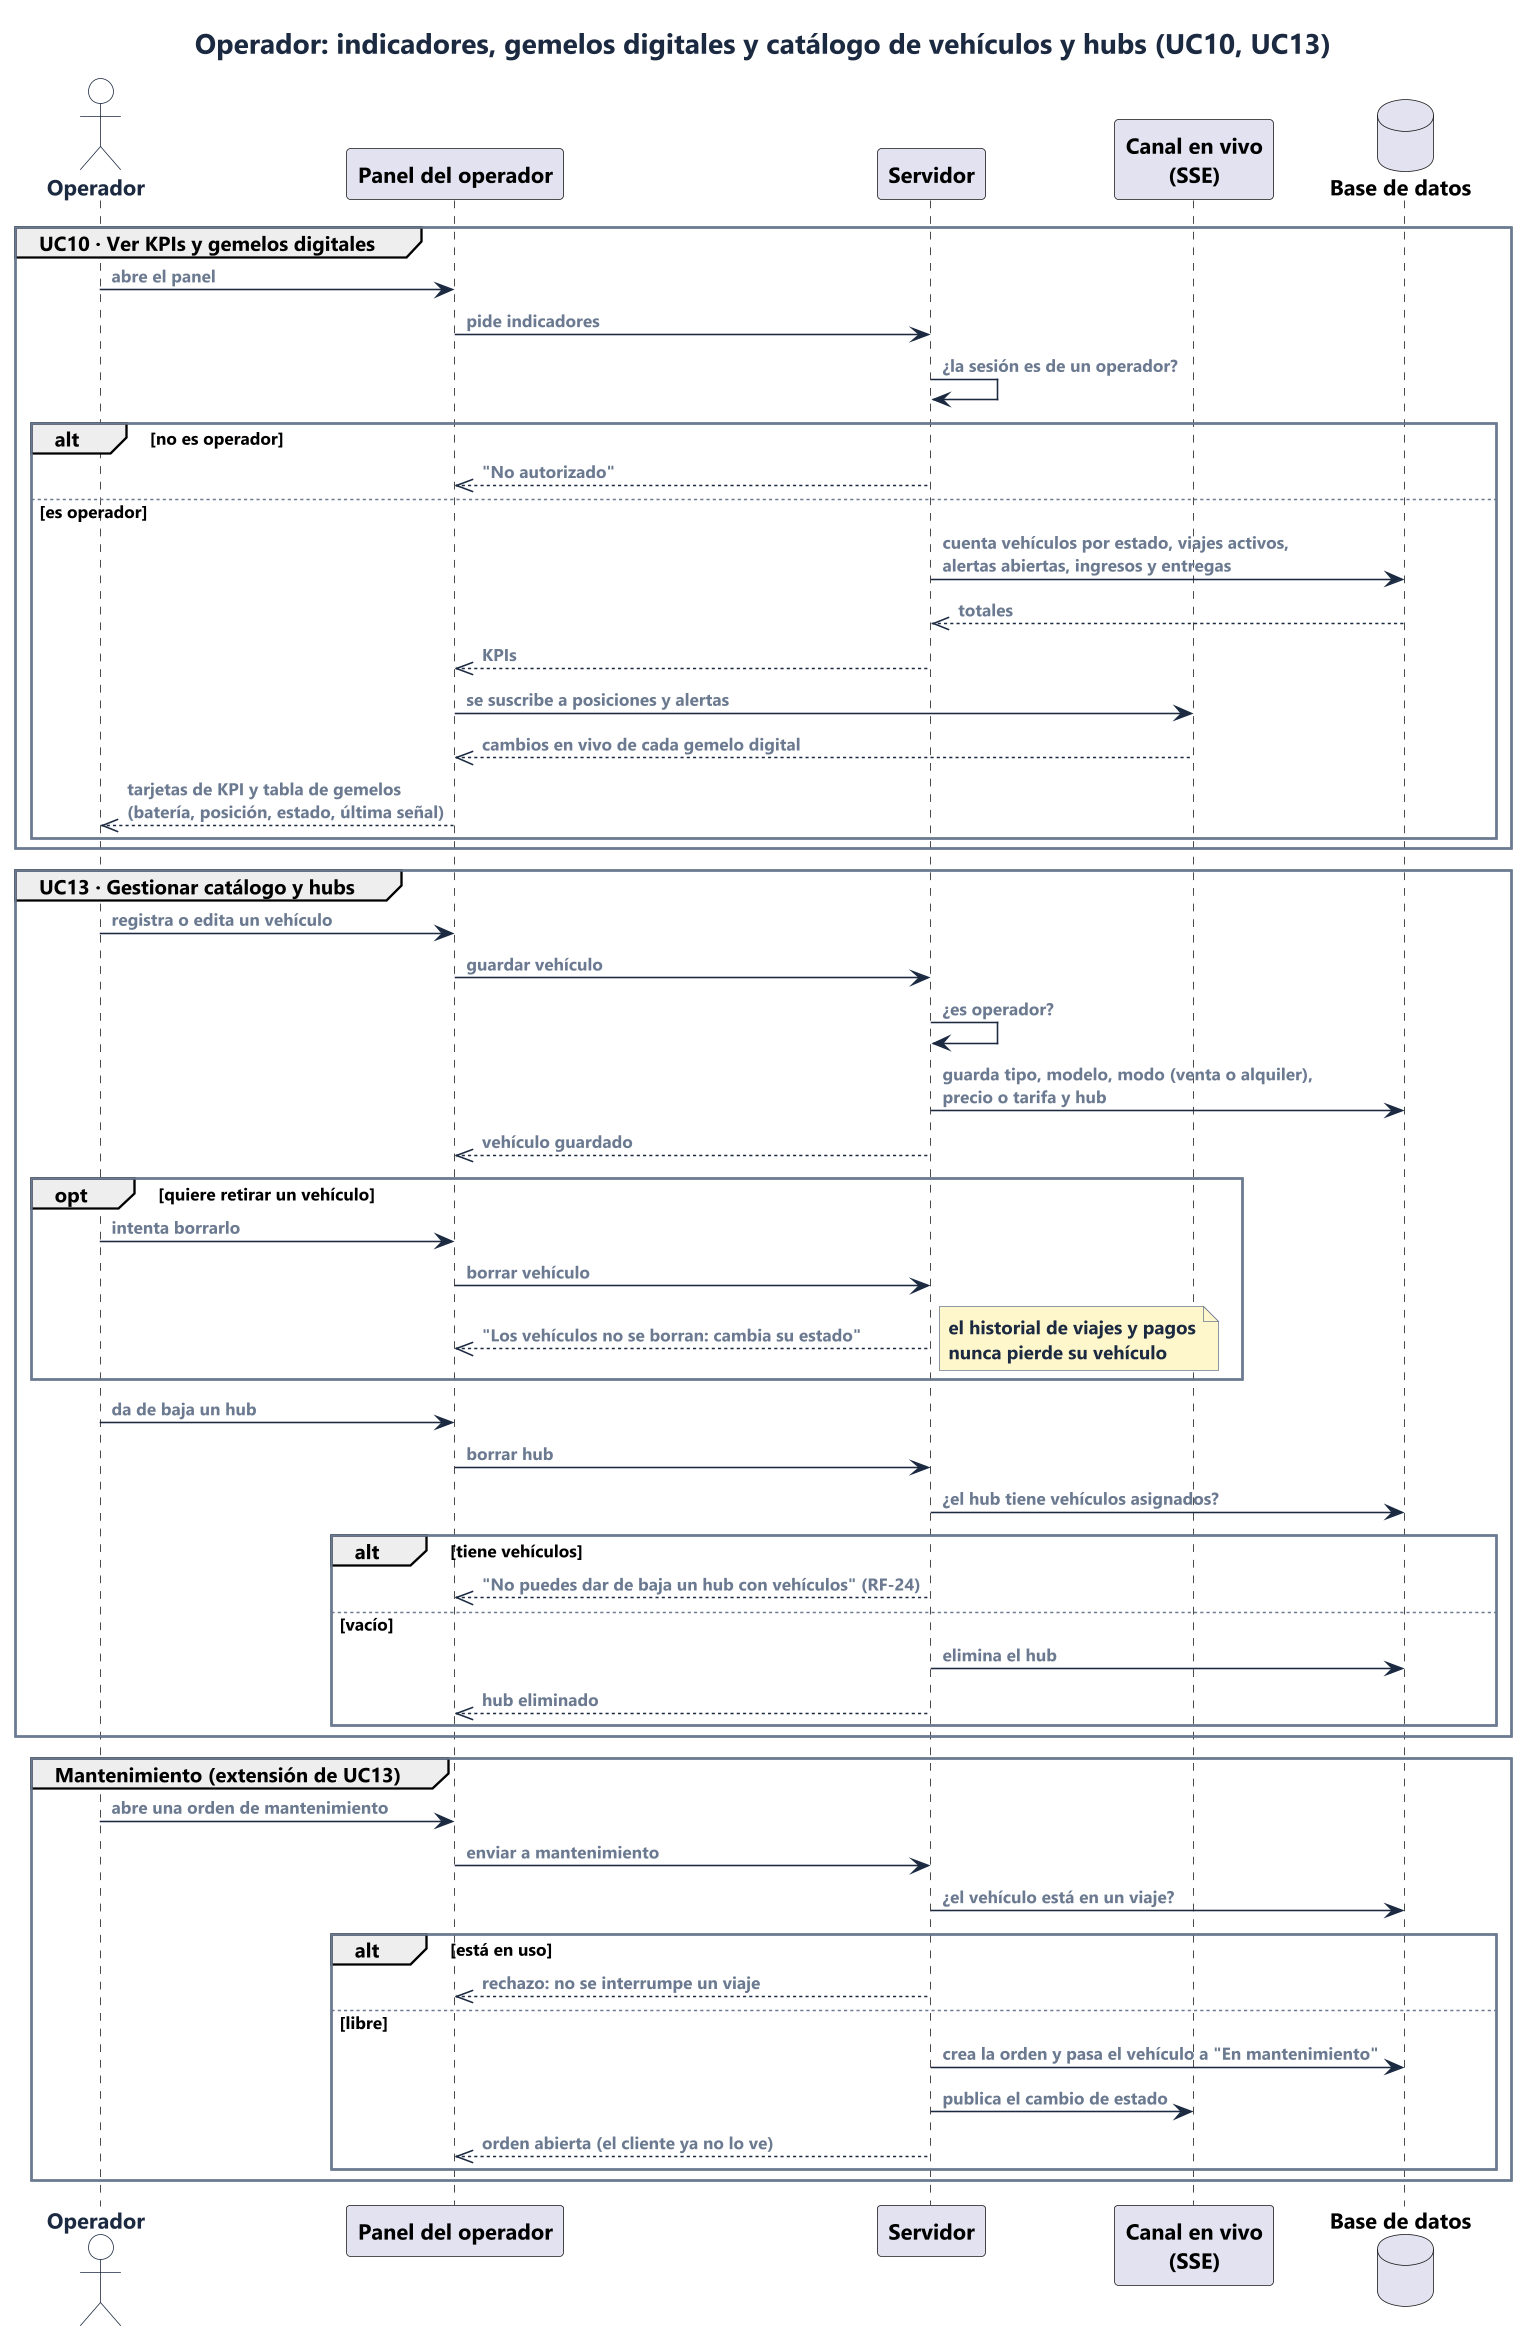 Operador: indicadores, gemelos digitales y catálogo de vehículos y hubs (UC10, UC13)
Operador
Panel del operador
Servidor
Canal en vivo
(SSE)
Base de datos
UC10 · Ver KPIs y gemelos digitales
abre el panel
pide indicadores
¿la sesión es de un operador?
alt
[no es operador]
"No autorizado"
[es operador]
cuenta vehículos por estado, viajes activos,
alertas abiertas, ingresos y entregas
totales
KPIs
se suscribe a posiciones y alertas
cambios en vivo de cada gemelo digital
tarjetas de KPI y tabla de gemelos
(batería, posición, estado, última señal)
UC13 · Gestionar catálogo y hubs
registra o edita un vehículo
guardar vehículo
¿es operador?
guarda tipo, modelo, modo (venta o alquiler),
precio o tarifa y hub
vehículo guardado
opt
[quiere retirar un vehículo]
intenta borrarlo
borrar vehículo
"Los vehículos no se borran: cambia su estado"
el historial de viajes y pagos
nunca pierde su vehículo
da de baja un hub
borrar hub
¿el hub tiene vehículos asignados?
alt
[tiene vehículos]
"No puedes dar de baja un hub con vehículos" (RF-24)
[vacío]
elimina el hub
hub eliminado
Mantenimiento (extensión de UC13)
abre una orden de mantenimiento
enviar a mantenimiento
¿el vehículo está en un viaje?
alt
[está en uso]
rechazo: no se interrumpe un viaje
[libre]
crea la orden y pasa el vehículo a "En mantenimiento"
publica el cambio de estado
orden abierta (el cliente ya no lo ve)
Operador
Panel del operador
Servidor
Canal en vivo
(SSE)
Base de datos